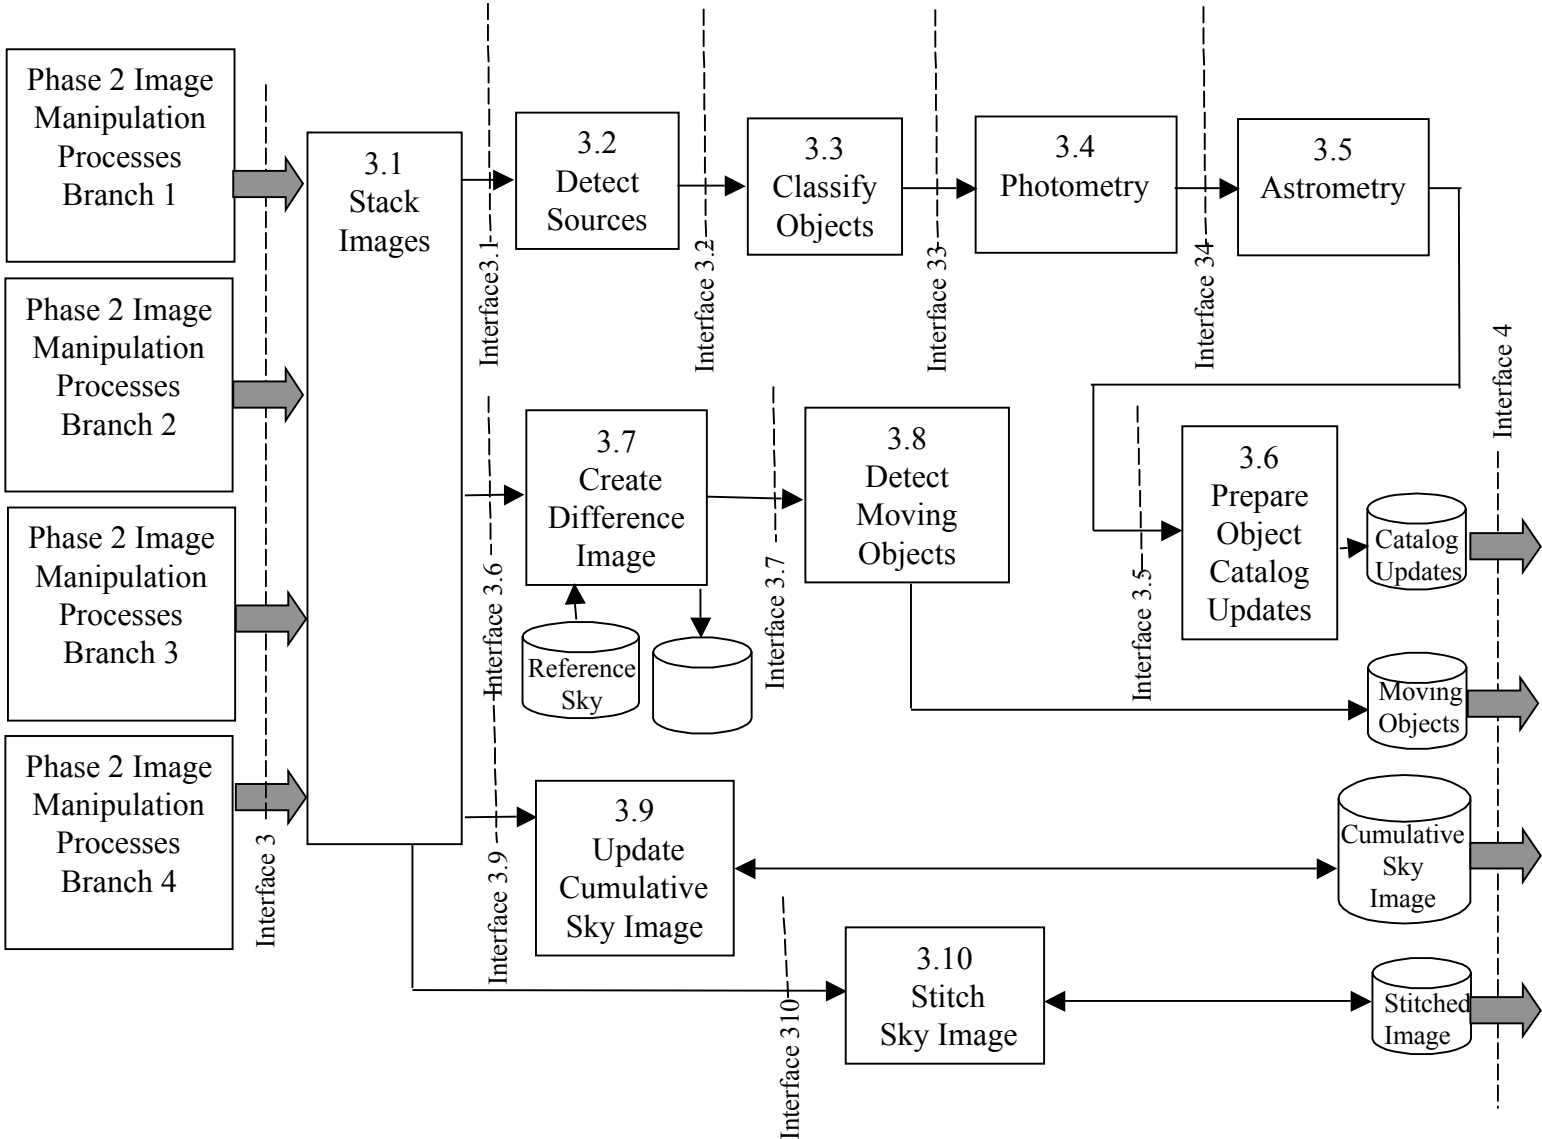 Phase 2 Image
Manipulation
Processes
Branch 1
Phase 2 Image
Manipulation
Processes
Branch 2
Phase 2 Image
Manipulation
Processes
Branch 3
Phase 2 Image
Manipulation
Processes
Branch 4
Interface 3
3.1
Stack
Images
Interface3.1
3.2
Detect
Sources
Interface 3.2
3.3
Classify
Objects
Interface 33
3.4
Photometry
Interface 34
3.5
Astrometry
Interface 3.6
3.7
Create
Difference
Image
Reference
Sky
Interface 3.7
3.8
Detect
Moving
Objects
Interface 3.5
3.6
Prepare
Object
Catalog
Updates
Catalog
Updates
Interface 4
Moving
Objects
Interface 3.9
3.9
Update
Cumulative
Sky Image
Cumulative
Sky
Image
Interface 310
3.10
Stitch
Sky Image
Stitched
Image